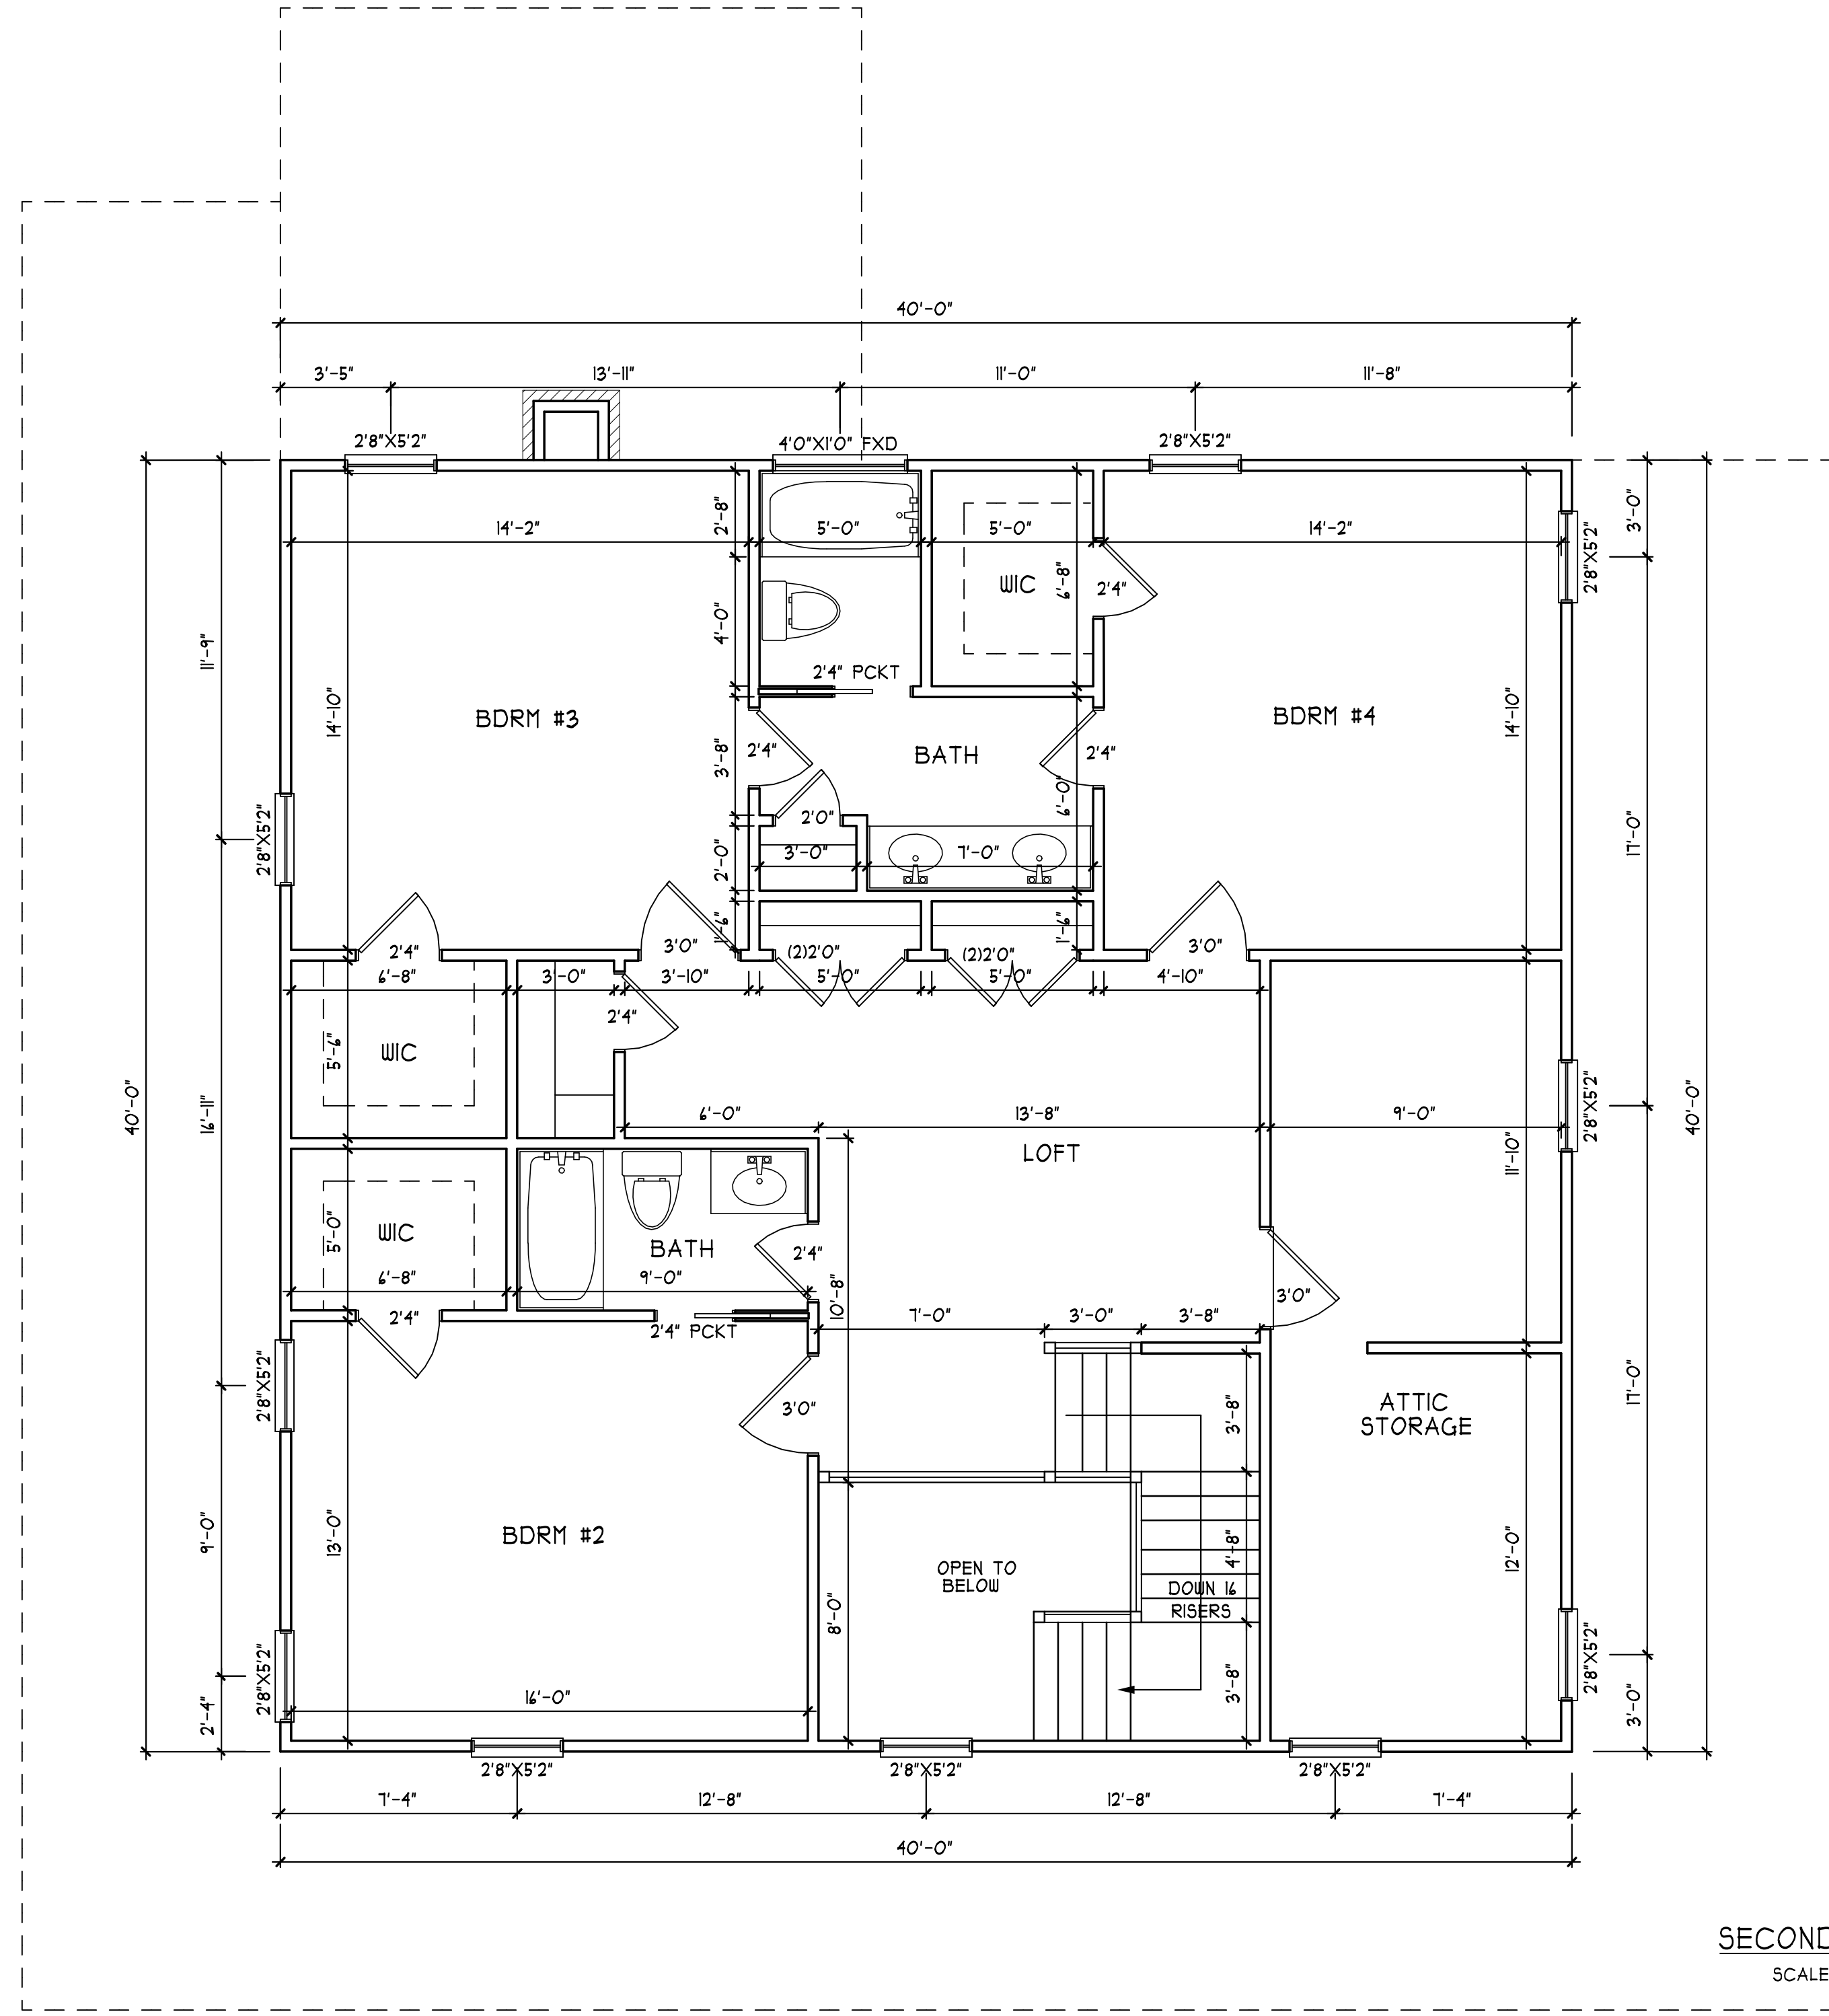 40'-0"
3'-5" 13'-11" 11'-0" 11'-8"
2'8"X5'2" 4'0"X1'0" FXD 2'8"X5'2"
3'-0"
2'-8"
14'-2" 5'-0" 5'-0" 14'-2"
2'8"X5'2"
WIC 6'-8" 2'4"
4'-0"
11'-9"
2'4" PCKT
14'-10" BDRM #3 BDRM #4 14'-10"
3'-8" 2'4" BATH 2'4"
6'-0"
2'8"X5'2" 2'0" 17'-0"
2'-0" 3'-0" 7'-0"
1'-6" 1'-6"
2'4" 3'0" (2)2'0" (2)2'0" 3'0"
6'-8" 3'-0" 3'-10" 5'-0" 5'-0" 4'-10"
2'4"
5'-6" WIC
40'-0" 16'-11" 6'-0" 13'-8" 9'-0" 2'8"X5'2" 40'-0"
LOFT 11'-10"
5'-0" WIC
BATH 2'4"
6'-8" 9'-0"
10'-8" 3'0"
2'4" 7'-0" 3'-0" 3'-8"
2'4" PCKT
2'8"X5'2" 17'-0"
3'0" 3'-8" ATTIC
STORAGE
9'-0" 13'-0" BDRM #2 4'-8" 12'-0"
OPEN TO
BELOW
DOWN 16
8'-0" RISERS
2'8"X5'2" 2'8"X5'2"
3'-8"
2'-4" 16'-0" 3'-0"
2'8"X5'2" 2'8"X5'2" 2'8"X5'2"
7'-4" 12'-8" 12'-8" 7'-4"
40'-0"
SECOND
SCALE